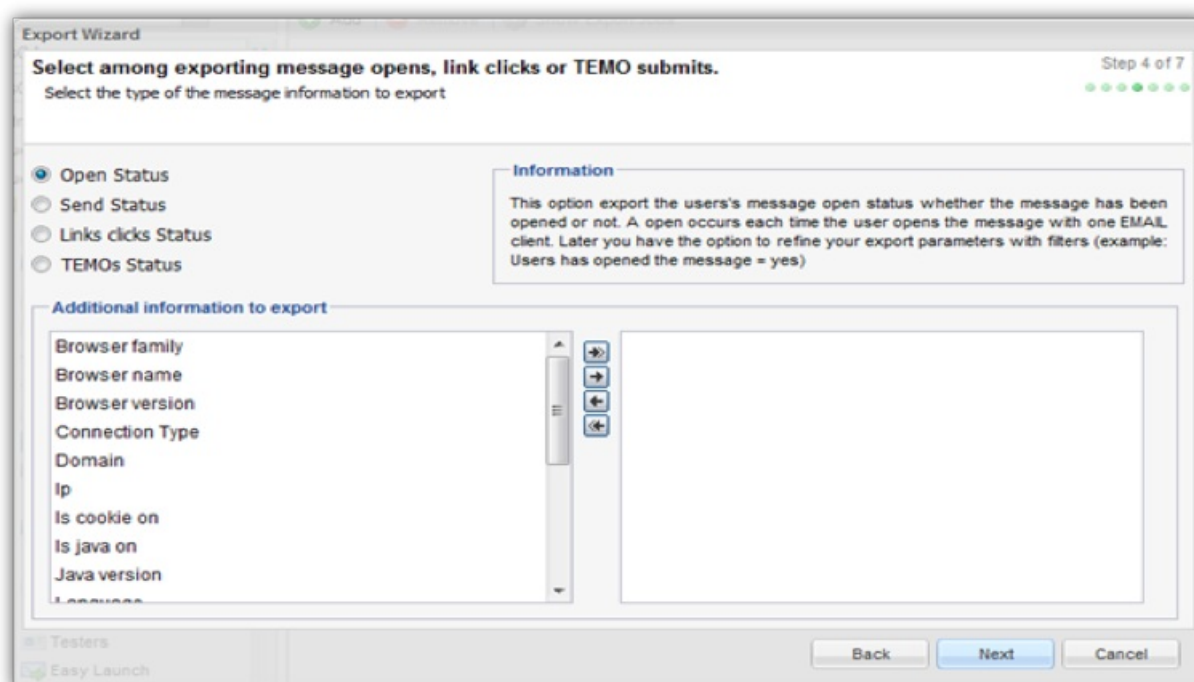 Export Wizard
Select among exporting message opens, link clicks or TEMO submits.
Step 4 of 7
Select the type of the message information to export
Open Status
Send Status
Links clicks Status
TEMOs Status
Information
This option export the users's message open status whether the message has been
opened or not. A open occurs each time the user opens the message with one EMAIL
client. Later you have the option to refine your export parameters with filters (example:
Users has opened the message = yes)
Additional information to export
Browser family
Browser name
Browser version
Connection Type
Domain
Ip
Is cookie on
Is java on
Java version
Language
Testers
Easy Launch
Back
Next
Cancel